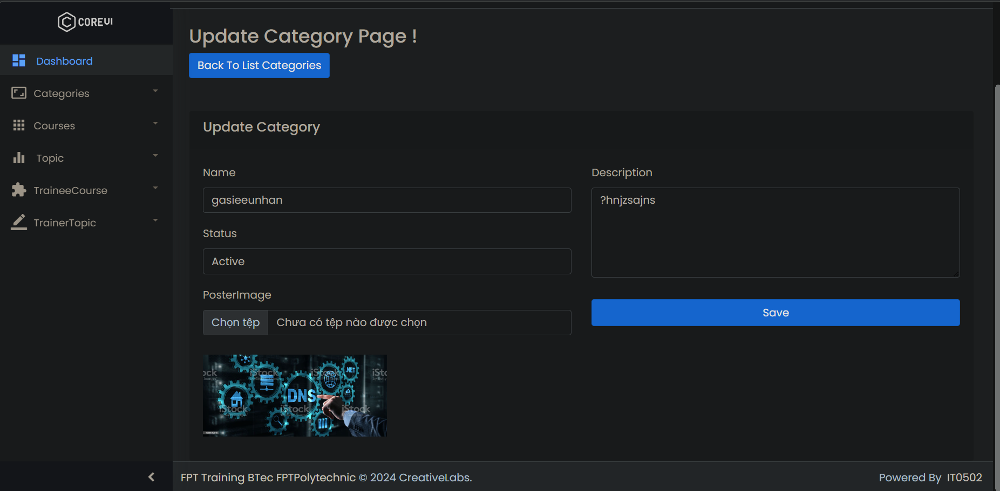 COREUI
Dashboard
Categories
Courses
Topic
TraineeCourse
TrainerTopic
Update Category Page !
Back To List Categories
Update Category
Name
gasieeunhan
Status
Active
PosterImage
Chọn tệp Chưa có tệp nào được chọn
iStock
.NET
DNS
iStock
iStock
iStock
Description
?hnjzsajns
Save
FPT Training BTec FPTPolytechnic © 2024 CreativeLabs.
Powered By IT0502